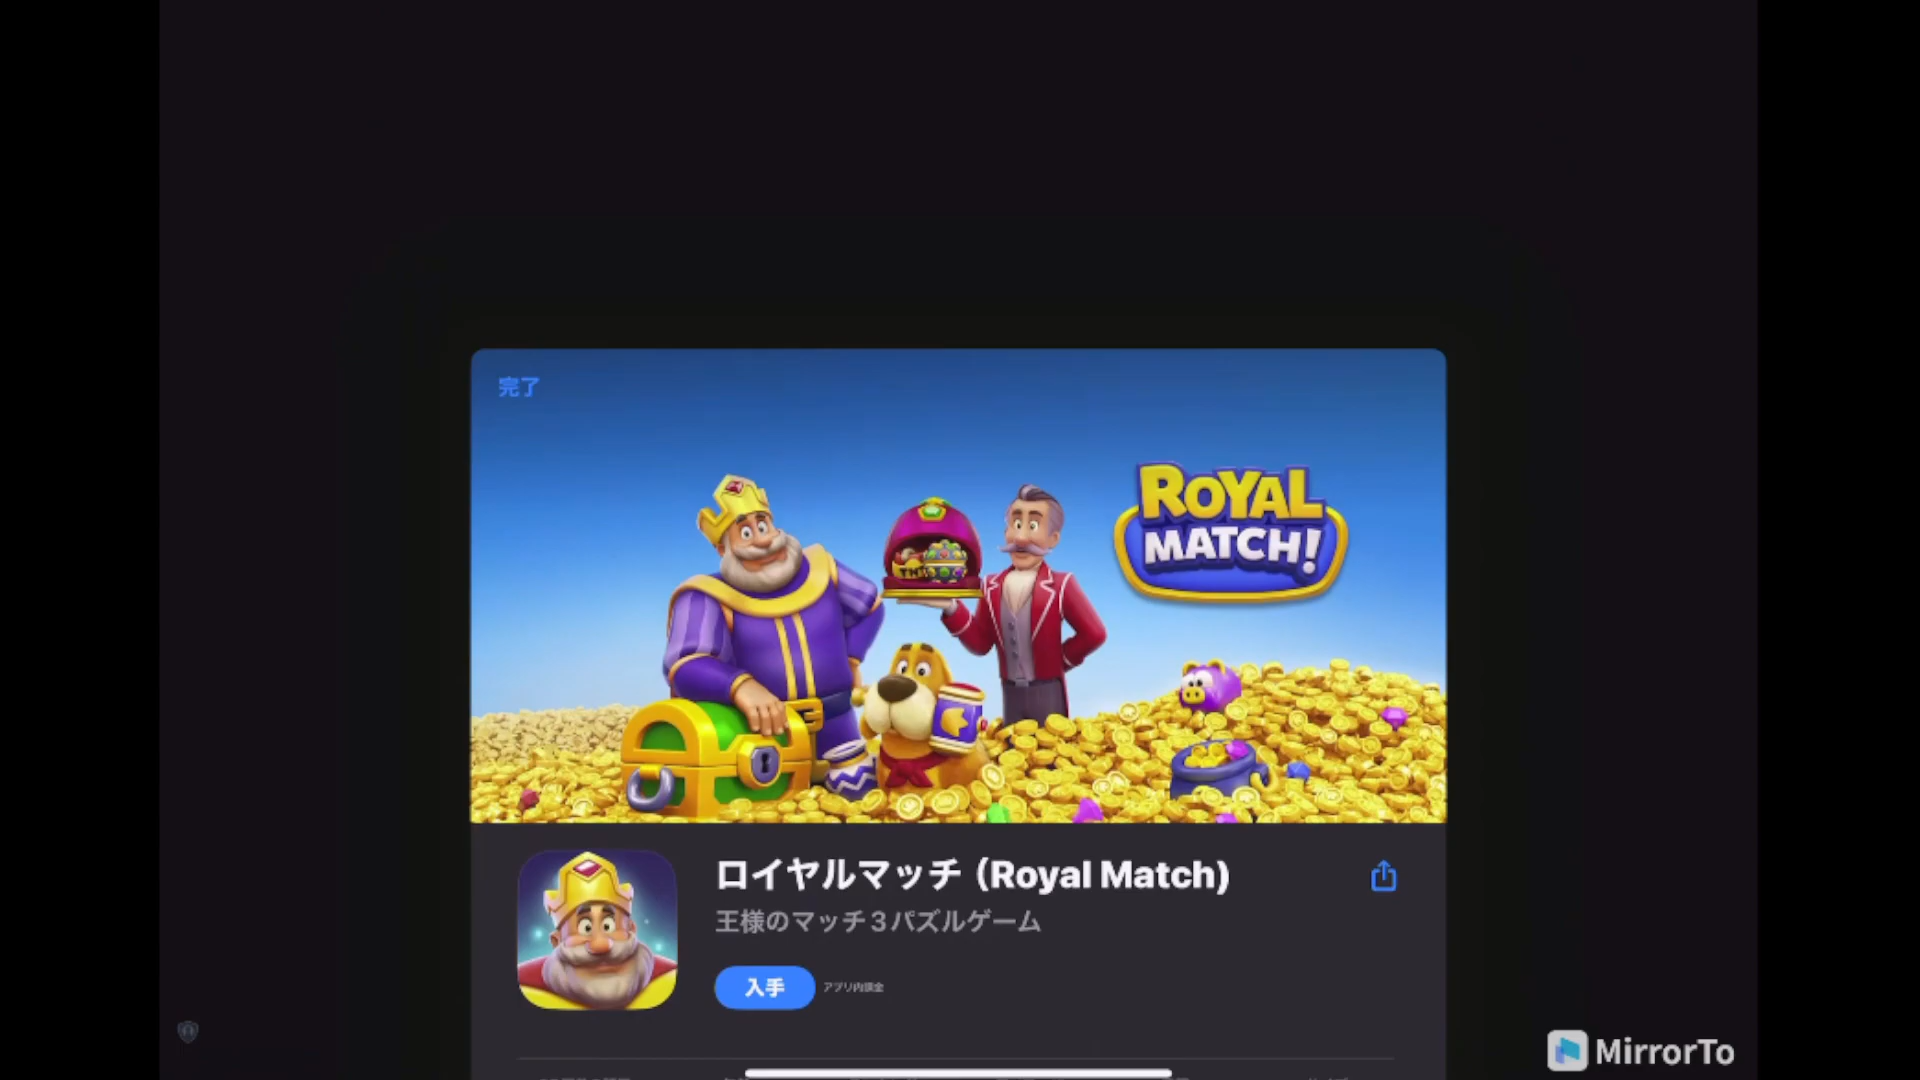 完了
ROYAL
MATCH!
TNT
ロイヤルマッチ (Royal Match)
王様のマッチ3パズルゲーム
入手
アプリ内課金
MirrorTo